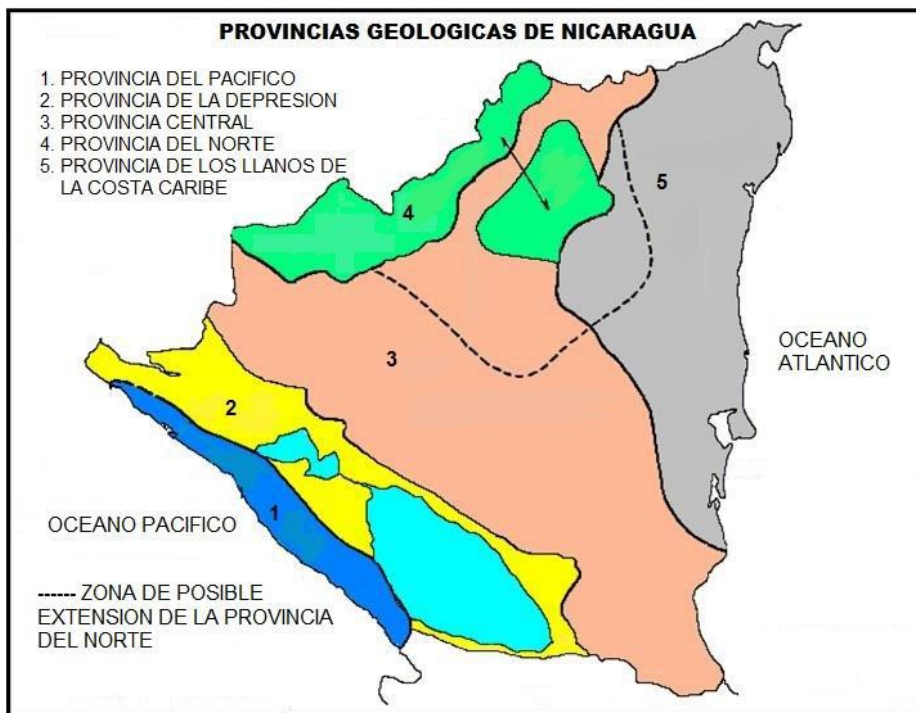 PROVINCIAS GEOLOGICAS DE NICARAGUA
1. PROVINCIA DEL PACIFICO
2. PROVINCIA DE LA DEPRESION
3. PROVINCIA CENTRAL
4. PROVINCIA DEL NORTE
5. PROVINCIA DE LOS LLANOS DE
LA COSTA CARIBE
5
4
OCEANO
ATLANTICO
3
2
1
OCEANO PACIFICO
------ ZONA DE POSIBLE
EXTENSION DE LA PROVINCIA
DEL NORTE